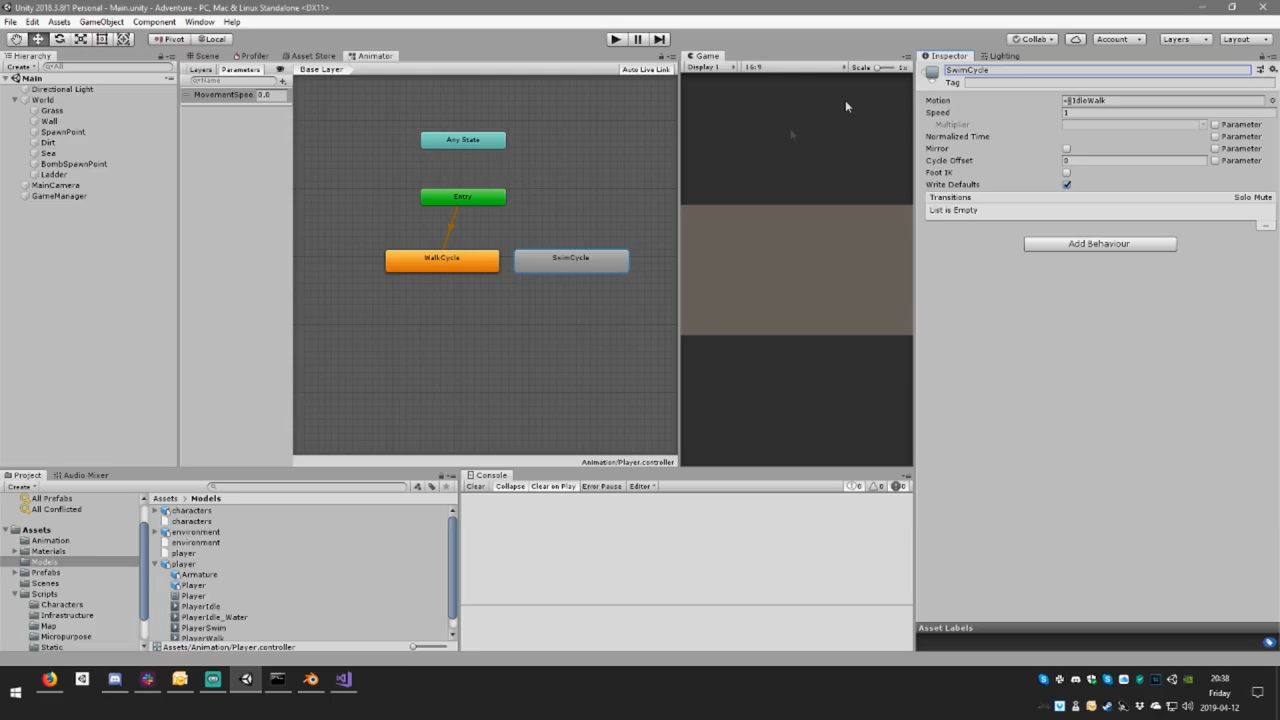 Unity 2018.3.8f1 Personal - Main.unity - Adventure - PC, Mac & Linux Standalone <DX11>
File Edit Assets GameObject Component Window Help
Pivot Local Collab Account Layers Layout
Hierarchy
Create All
Main
Directional Light
World
Grass
Wall
SpawnPoint
Dirt
Sea
BombSpawnPoint
Ladder
MainCamera
GameManager
Scene Profiler Asset Store Animator
Layers Parameters Base Layer Auto Live Link
Name
MovementSpee 0.0
Any State
Entry
WalkCycle SwimCycle
Animation/Player.controller
Game
Display 1 16:9 Scale 1x
Inspector Lighting
SwimCycle
Tag
Motion IdleWalk
Speed 1
Multiplier Parameter
Normalized Time Parameter
Mirror Parameter
Cycle Offset 0 Parameter
Foot IK
Write Defaults
Transitions Solo Mute
List is Empty
Add Behaviour
Asset Labels
Project Audio Mixer
Create
All Prefabs
All Conflicted
Assets
Animation
Materials
Models
Prefabs
Scenes
Scripts
Characters
Infrastructure
Map
Micropurpose
Static
Assets Models
characters
characters
environment
environment
player
player
Armature
Player
Player
PlayerIdle
PlayerIdle_Water
PlayerSwim
PlayerWalk
Assets/Animation/Player.controller
Console
Clear Collapse Clear on Play Error Pause Editor 0 0 0
20:38
Friday
2019-04-12